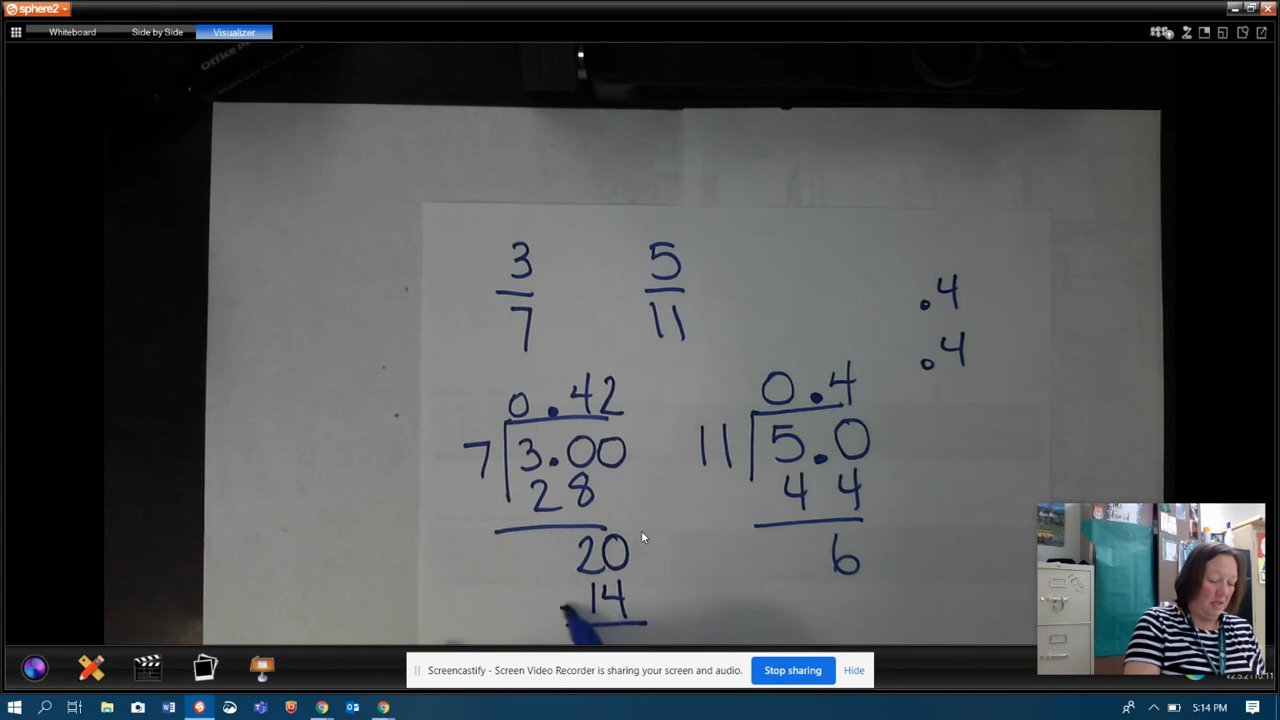 sphere2
Whiteboard Side by Side Visualizer
3/7 5/11
.4
.4
0.42 0.4
7 3.00 11 5.0
28 44
20 6
14
Screencastify - Screen Video Recorder is sharing your screen and audio. Stop sharing Hide
5:14 PM